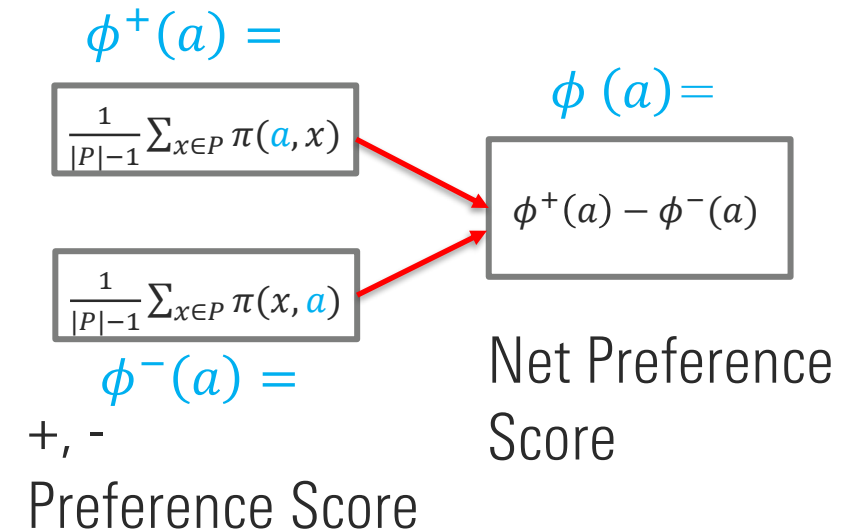 𝜙⁺(𝑎) =
1/|𝑃|−1 ∑𝑥∈𝑃 𝜋(𝑎, 𝑥)
1/|𝑃|−1 ∑𝑥∈𝑃 𝜋(𝑥, 𝑎)
𝜙⁻(𝑎) =
+, -
Preference Score
𝜙 (𝑎)=
𝜙⁺(𝑎) − 𝜙⁻(𝑎)
Net Preference
Score